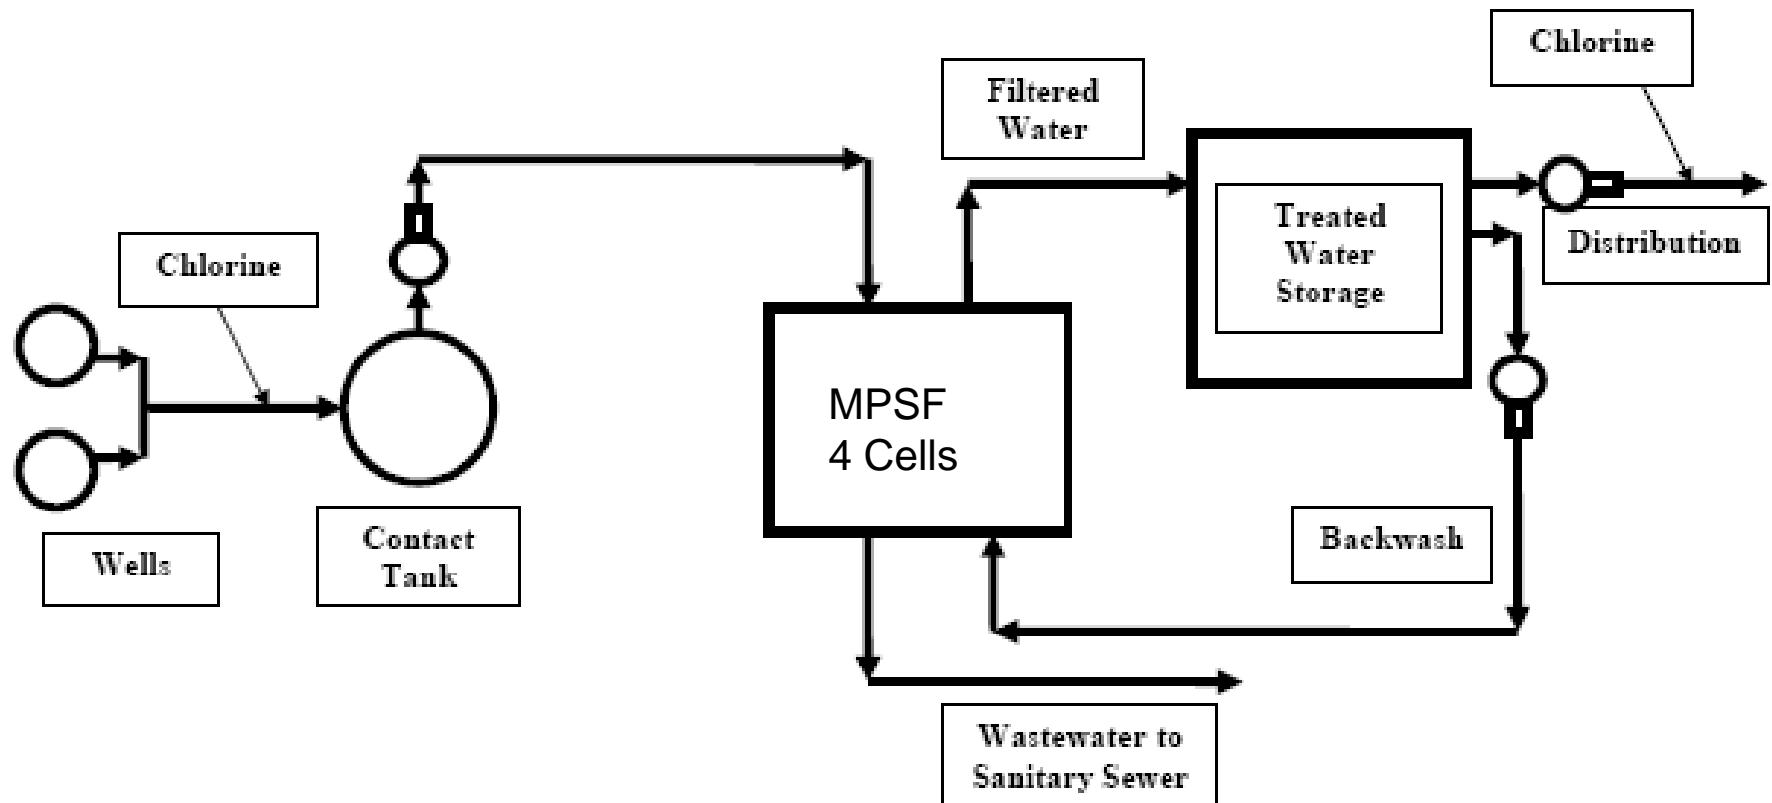 Chlorine
Filtered
Water
Treated
Water
Storage
Distribution
Chlorine
MPSF
4 Cells
Wells
Contact
Tank
Backwash
Wastewater to
Sanitary Sewer